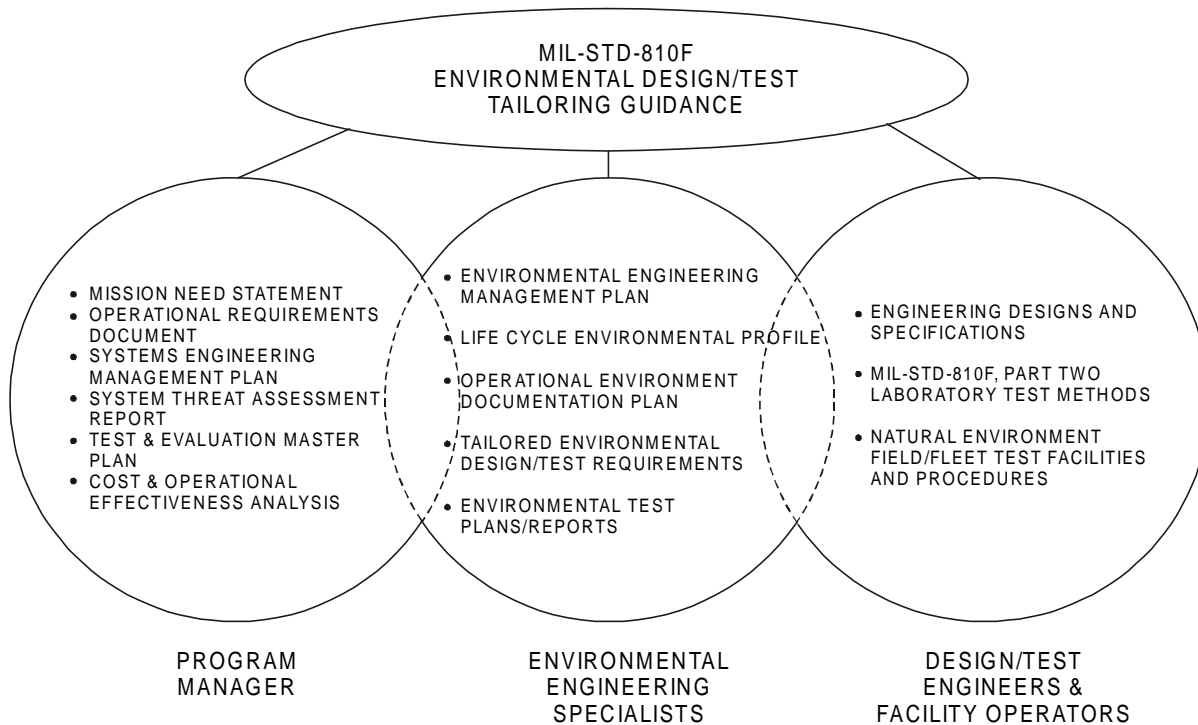 MIL-STD-810F
ENVIRONMENTAL DESIGN/TEST
TAILORING GUIDANCE
• MISSION NEED STATEMENT
• OPERATIONAL REQUIREMENTS
DOCUMENT
• SYSTEMS ENGINEERING
MANAGEMENT PLAN
• SYSTEM THREAT ASSESSMENT
REPORT
• TEST & EVALUATION MASTER
PLAN
• COST & OPERATIONAL
EFFECTIVENESS ANALYSIS
• ENVIRONMENTAL ENGINEERING
MANAGEMENT PLAN
• LIFE CYCLE ENVIRONMENTAL PROFILE
• OPERATIONAL ENVIRONMENT
DOCUMENTATION PLAN
• TAILORED ENVIRONMENTAL
DESIGN/TEST REQUIREMENTS
• ENVIRONMENTAL TEST
PLANS/REPORTS
• ENGINEERING DESIGNS AND
SPECIFICATIONS
• MIL-STD-810F, PART TWO
LABORATORY TEST METHODS
• NATURAL ENVIRONMENT
FIELD/FLEET TEST FACILITIES
AND PROCEDURES
PROGRAM
MANAGER
ENVIRONMENTAL
ENGINEERING
SPECIALISTS
DESIGN/TEST
ENGINEERS &
FACILITY OPERATORS